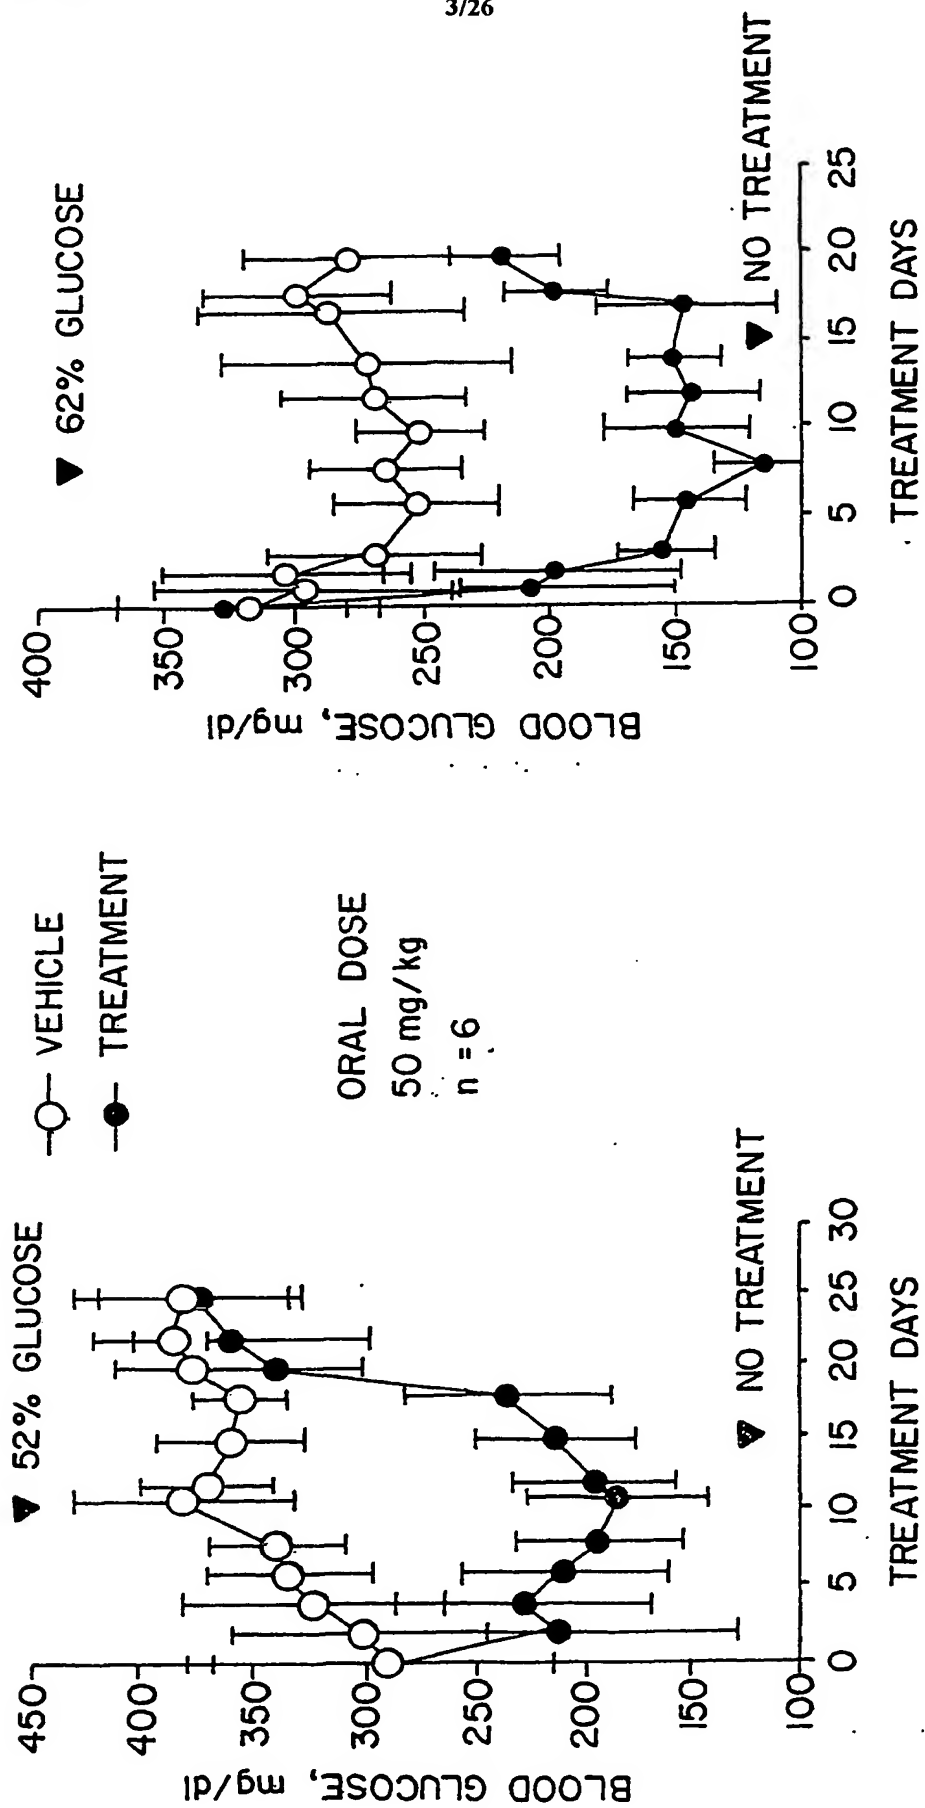 3/26
▼ 52% GLUCOSE
VEHICLE
TREATMENT
ORAL DOSE
50 mg/kg
n = 6
450
400
350
300
250
200
150
100
BLOOD GLUCOSE, mg/dl
▼ NO TREATMENT
0
5
10
15
20
25
30
TREATMENT DAYS
▼ 62% GLUCOSE
400
350
300
250
200
150
100
BLOOD GLUCOSE, mg/dl
▼ NO TREATMENT
0
5
10
15
20
25
TREATMENT DAYS